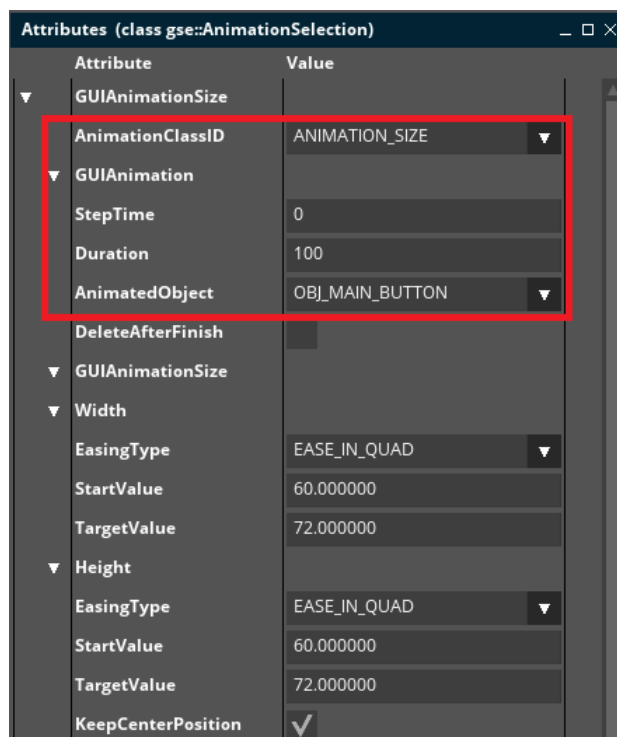 Attributes (class gse::AnimationSelection)
Attribute Value
GUIAnimationSize
AnimationClassID ANIMATION_SIZE
GUIAnimation
StepTime 0
Duration 100
AnimatedObject OBJ_MAIN_BUTTON
DeleteAfterFinish
GUIAnimationSize
Width
EasingType EASE_IN_QUAD
StartValue 60.000000
TargetValue 72.000000
Height
EasingType EASE_IN_QUAD
StartValue 60.000000
TargetValue 72.000000
KeepCenterPosition